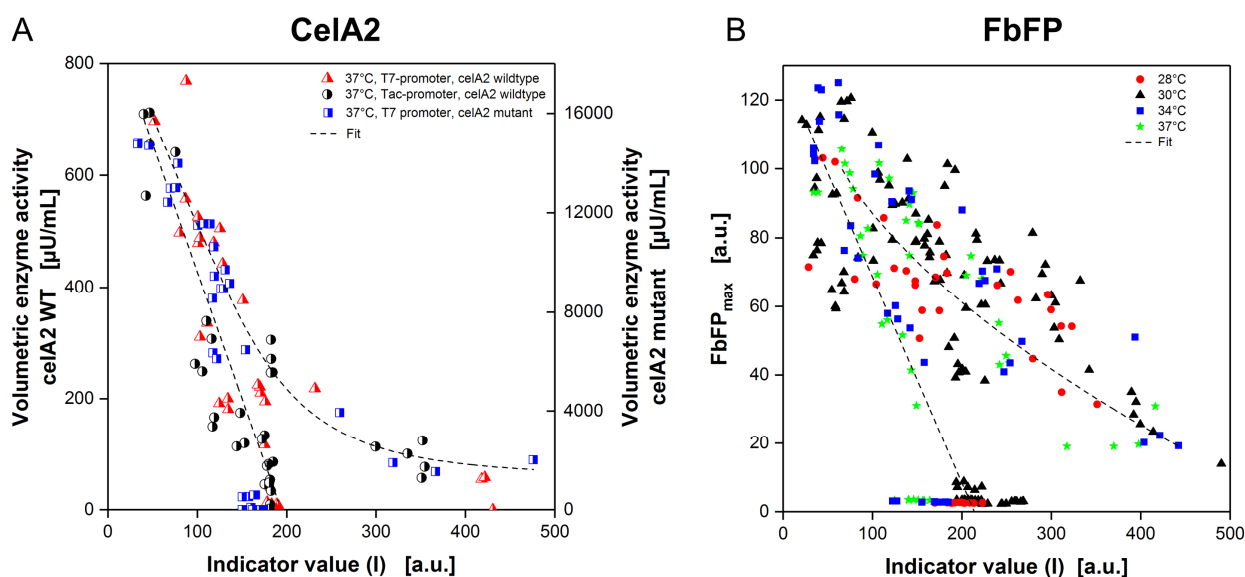 A
CelA2
Volumetric enzyme activity
celA2 WT [µU/mL]
800
600
400
200
0
37°C, T7-promoter, celA2 wildtype
37°C, Tac-promoter, celA2 wildtype
37°C, T7 promoter, celA2 mutant
Fit
16000
12000
8000
4000
0
Volumetric enzyme activity
celA2 mutant [µU/mL]
0 100 200 300 400 500
Indicator value (I) [a.u.]
B
FbFP
FbFPmax [a.u.]
120
100
80
60
40
20
0
28°C
30°C
34°C
37°C
Fit
0 100 200 300 400 500
Indicator value (I) [a.u.]